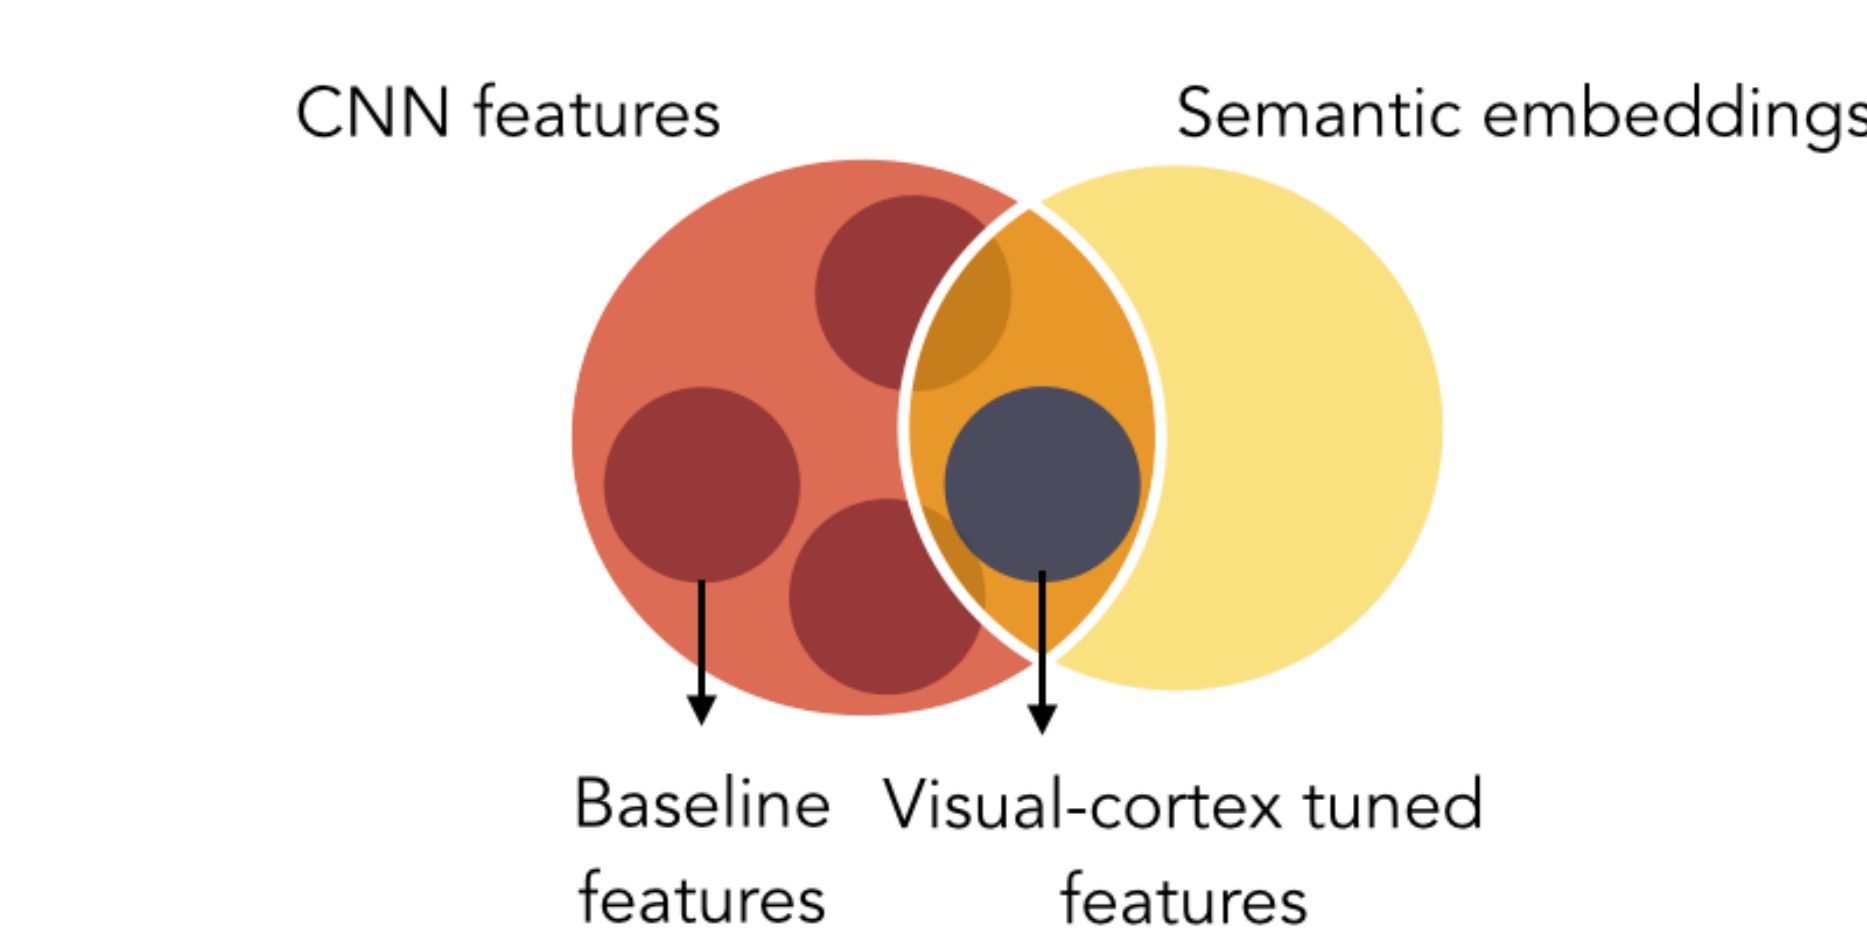 CNN features
Semantic embeddings
Baseline
features
Visual-cortex tuned
features